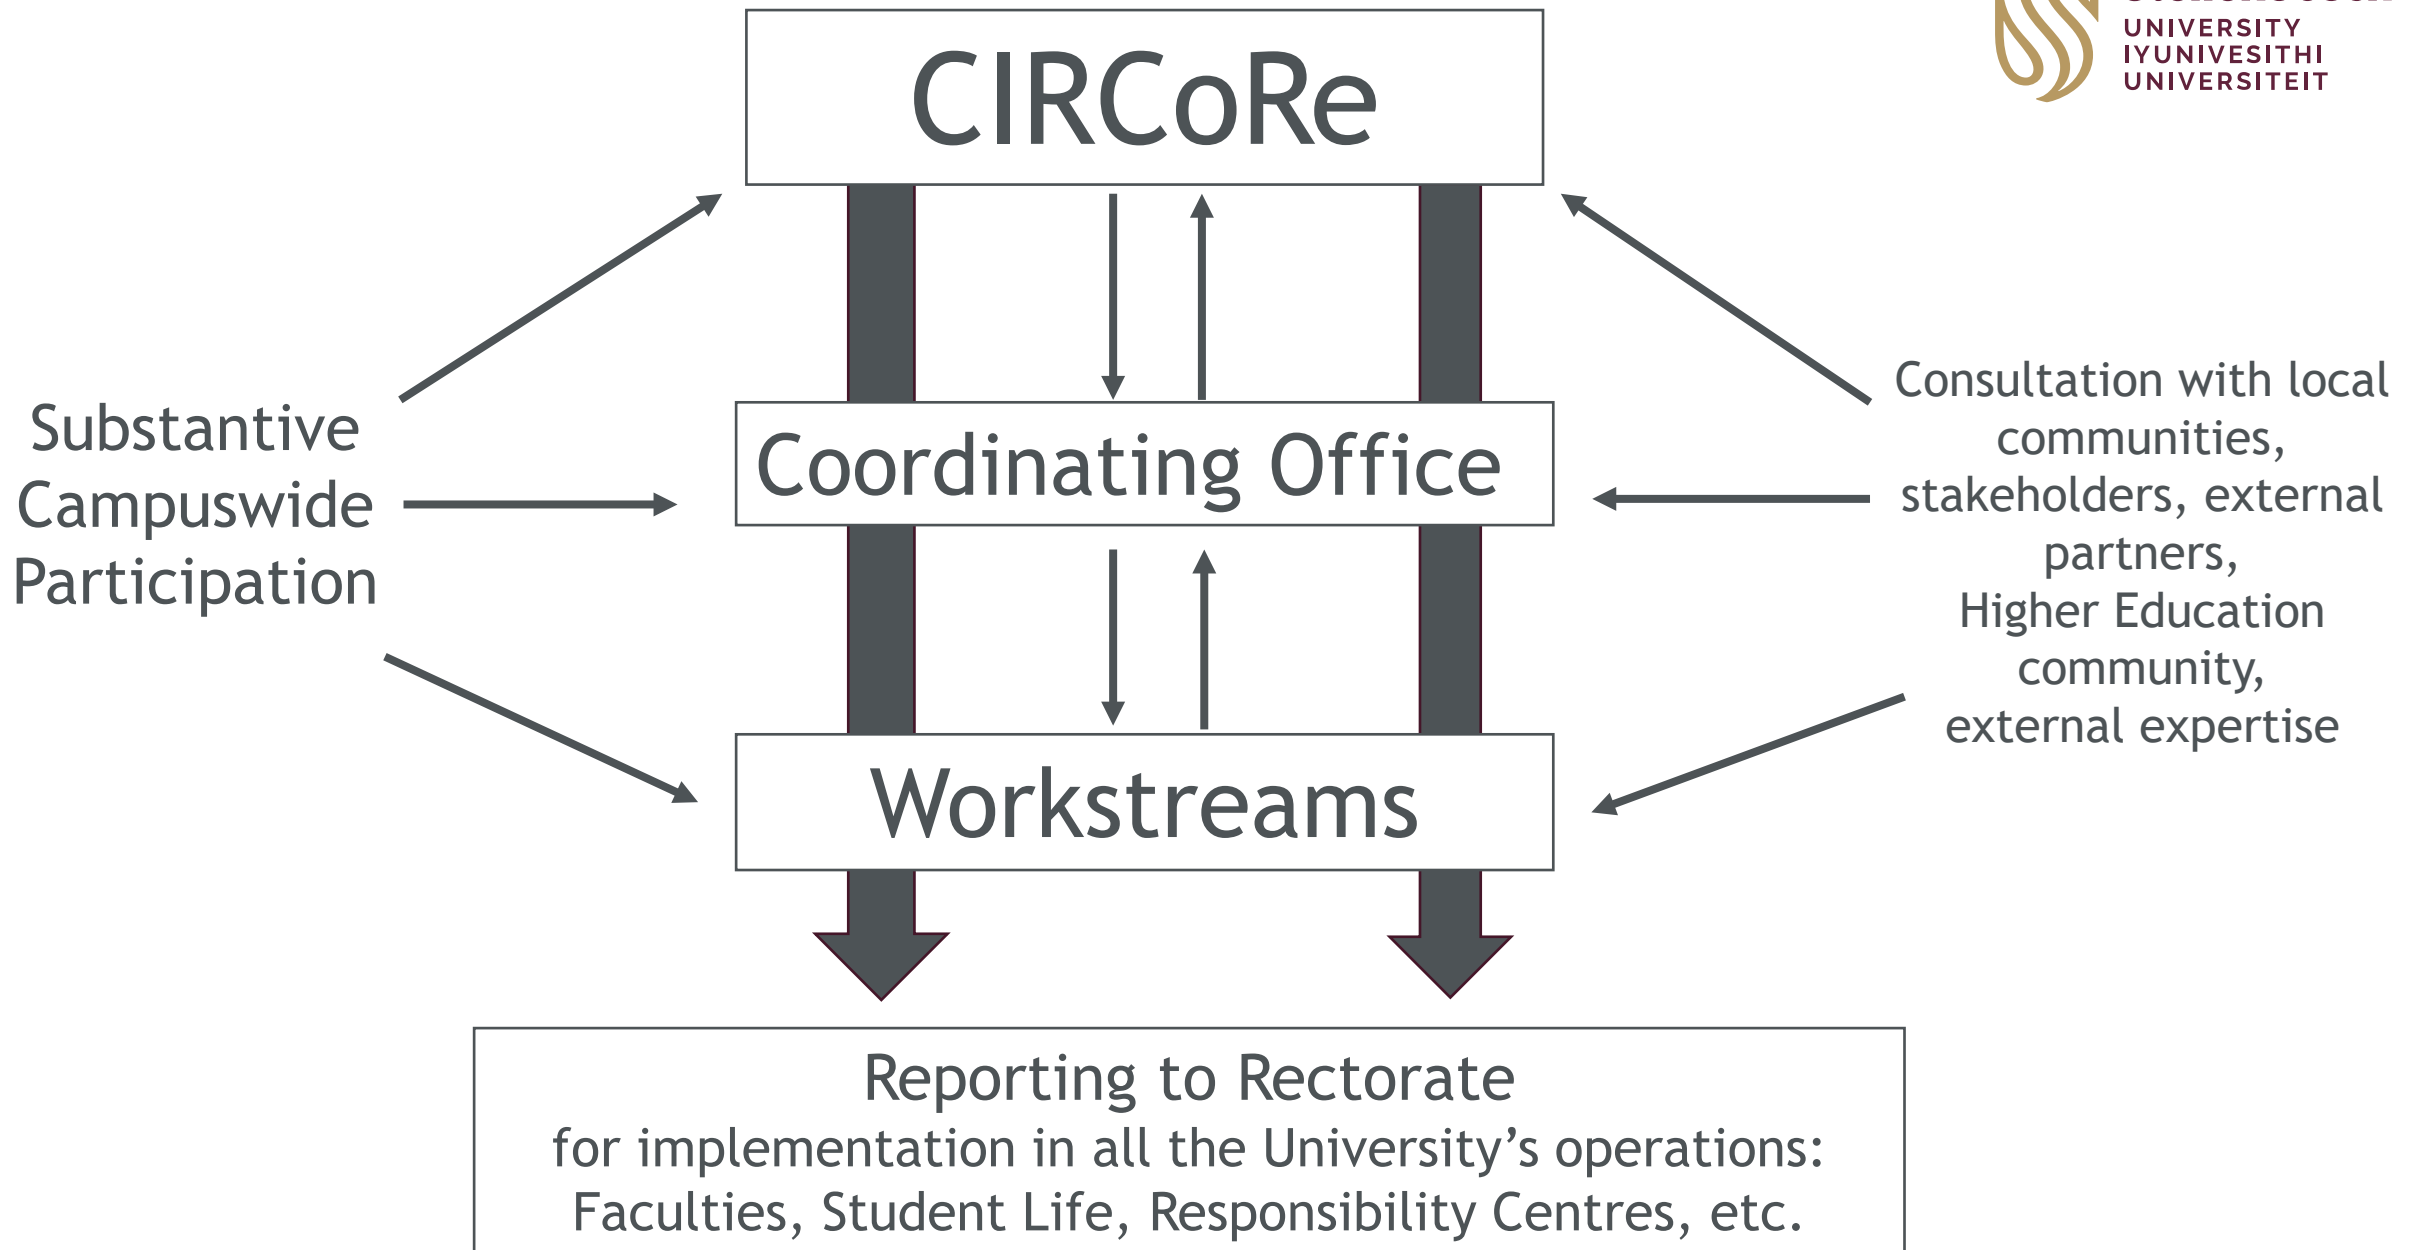 CIRCoRe
UNIVERSITY
IYUNIVESITHI
UNIVERSITEIT
Substantive
Campuswide
Participation
Coordinating Office
Workstreams
Consultation with local
communities,
stakeholders, external
partners,
Higher Education
community,
external expertise
Reporting to Rectorate
for implementation in all the University’s operations:
Faculties, Student Life, Responsibility Centres, etc.